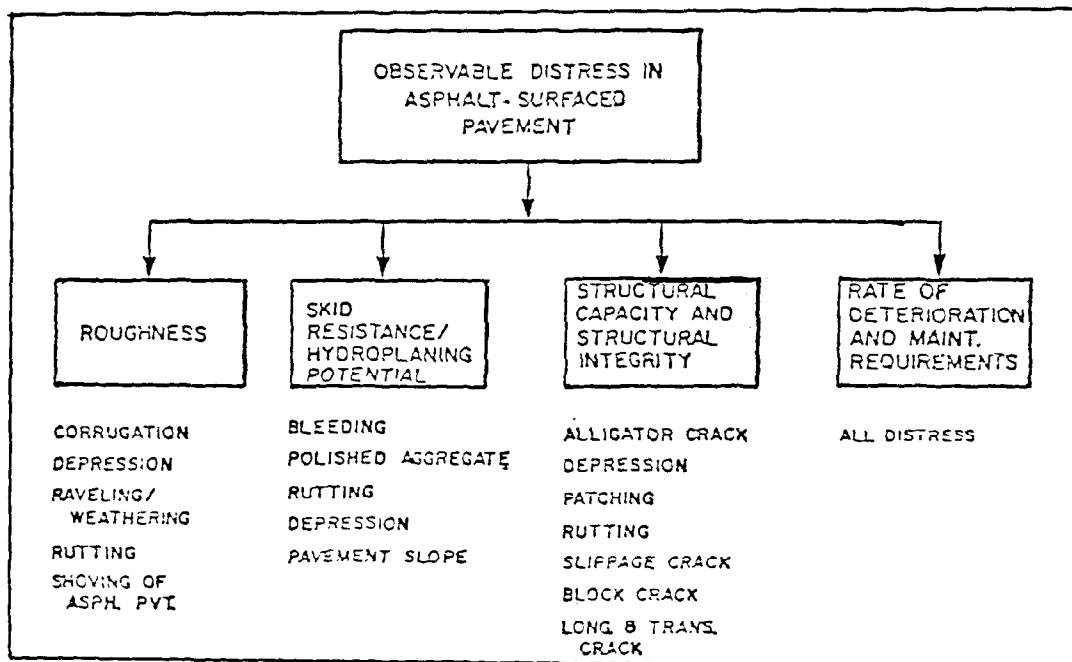 OBSERVABLE DISTRESS IN
ASPHALT-SURFACED
PAVEMENT
ROUGHNESS
CORRUGATION
DEPRESSION
RAVELING/
WEATHERING
RUTTING
SHOVING OF
ASPH. PVT.
SKID
RESISTANCE/
HYDROPLANING
POTENTIAL
BLEEDING
POLISHED AGGREGATE
RUTTING
DEPRESSION
PAVEMENT SLOPE
STRUCTURAL
CAPACITY AND
STRUCTURAL
INTEGRITY
ALLIGATOR CRACK
DEPRESSION
PATCHING
RUTTING
SLIPPAGE CRACK
BLOCK CRACK
LONG. & TRANS.
CRACK
RATE OF
DETERIORATION
AND MAINT.
REQUIREMENTS
ALL DISTRESS